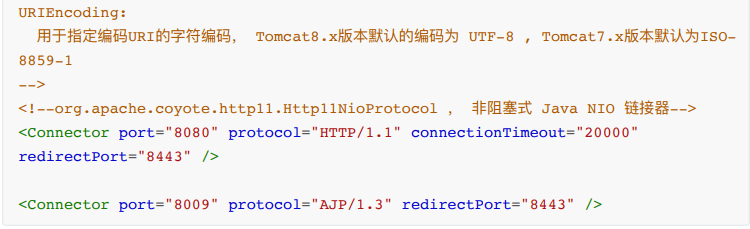 URIEncoding:
用于指定编码URI的字符编码， Tomcat8.x版本默认的编码为 UTF-8 , Tomcat7.x版本默认为ISO-
8859-1
-->
<!--org.apache.coyote.http11.Http11NioProtocol ， 非阻塞式 Java NIO 链接器-->
<Connector port="8080" protocol="HTTP/1.1" connectionTimeout="20000"
redirectPort="8443" />
<Connector port="8009" protocol="AJP/1.3" redirectPort="8443" />